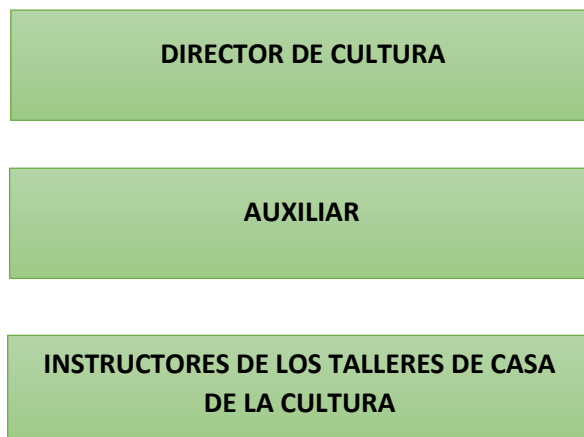 DIRECTOR DE CULTURA
AUXILIAR
INSTRUCTORES DE LOS TALLERES DE CASA
DE LA CULTURA